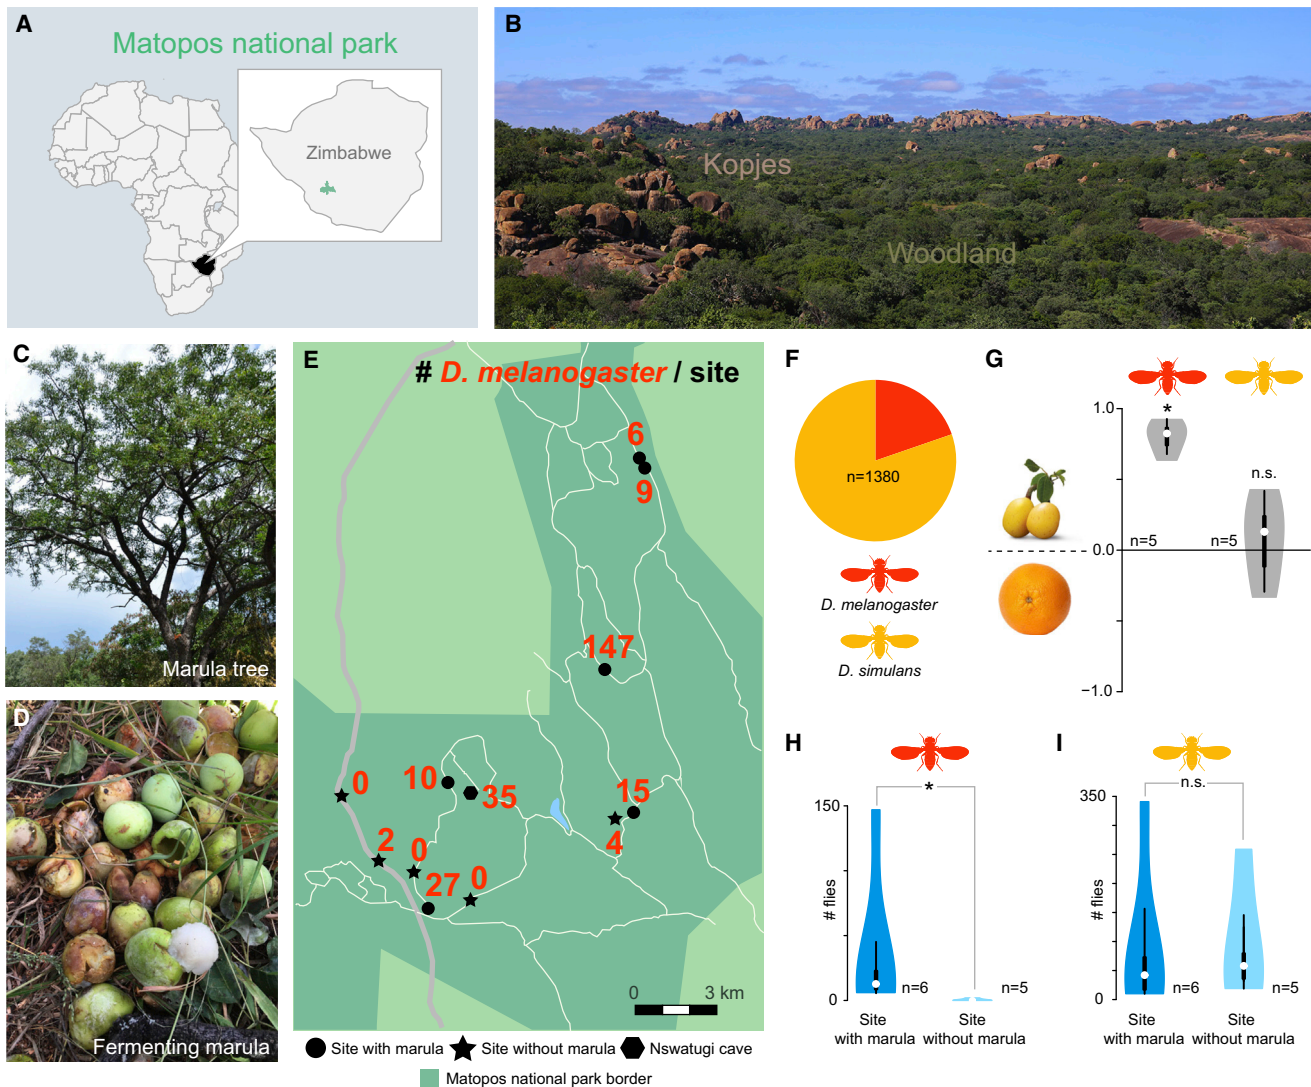 A
Matopos national park
Zimbabwe
B
Kopjes
Woodland
C
Marula tree
D
Fermenting marula
E
# D. melanogaster / site
6
9
147
10
35
0
15
4
2
0
27
0
0 3 km
Site with marula Site without marula Nswatugi cave
Matopos national park border
F
n=1380
D. melanogaster
D. simulans
G
1.0
*
n.s.
n=5 n=5
0.0
−1.0
H
*
150
# flies
n=6 n=5
0
Site with marula
Site without marula
I
n.s.
350
# flies
n=6 n=5
0
Site with marula
Site without marula